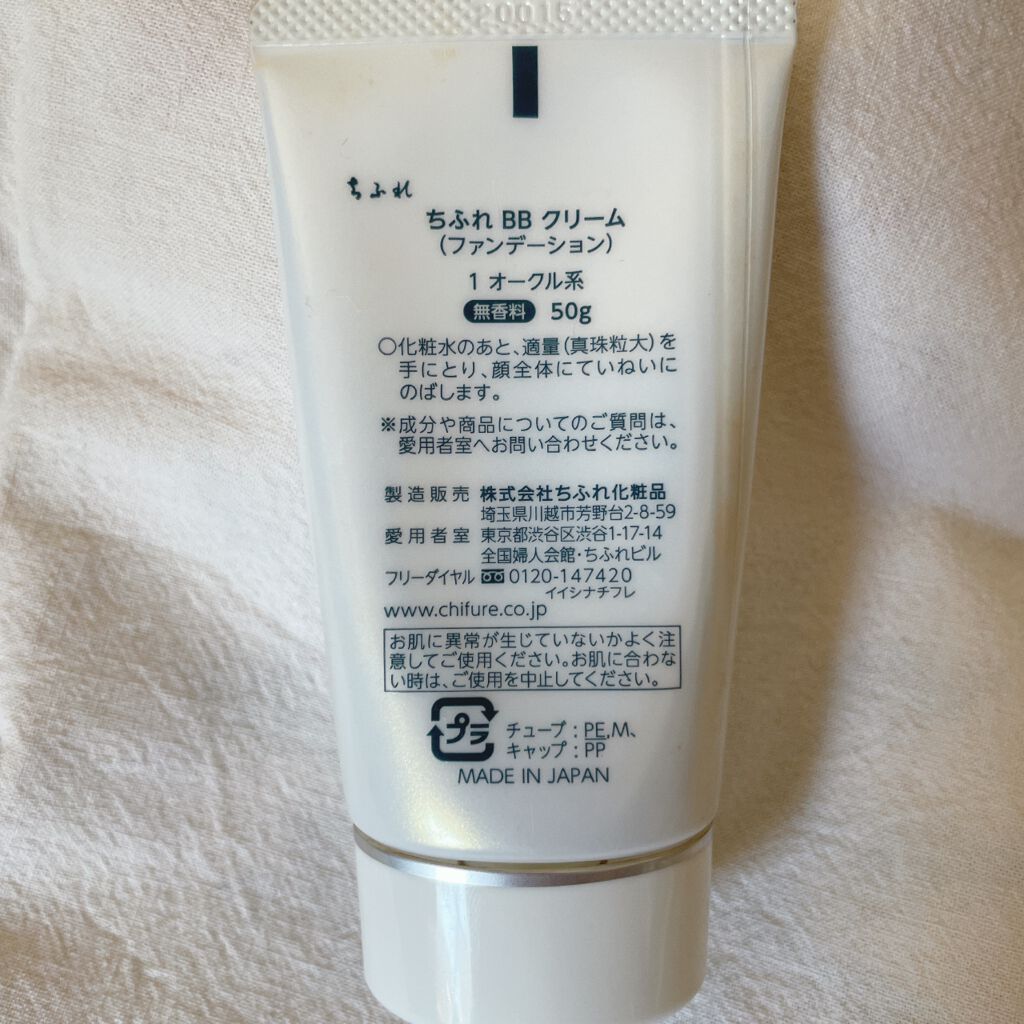 20015
ちふれ
ちふれ BB クリーム
(ファンデーション)
1 オークル系
無香料 50g
○化粧水のあと、適量(真珠粒大)を
手にとり、顔全体にていねいに
のばします。
※成分や商品についてのご質問は、
愛用者室へお問い合わせください。
製造販売 株式会社ちふれ化粧品
埼玉県川越市芳野台2-8-59
愛用者室 東京都渋谷区渋谷1-17-14
全国婦人会館・ちふれビル
フリーダイヤル 0120-147420
イイシナチフレ
www.chifure.co.jp
お肌に異常が生じていないかよく注
意してご使用ください。お肌に合わな
い時は、ご使用を中止してください。
プラ チューブ：PE,M、
キャップ：PP
MADE IN JAPAN